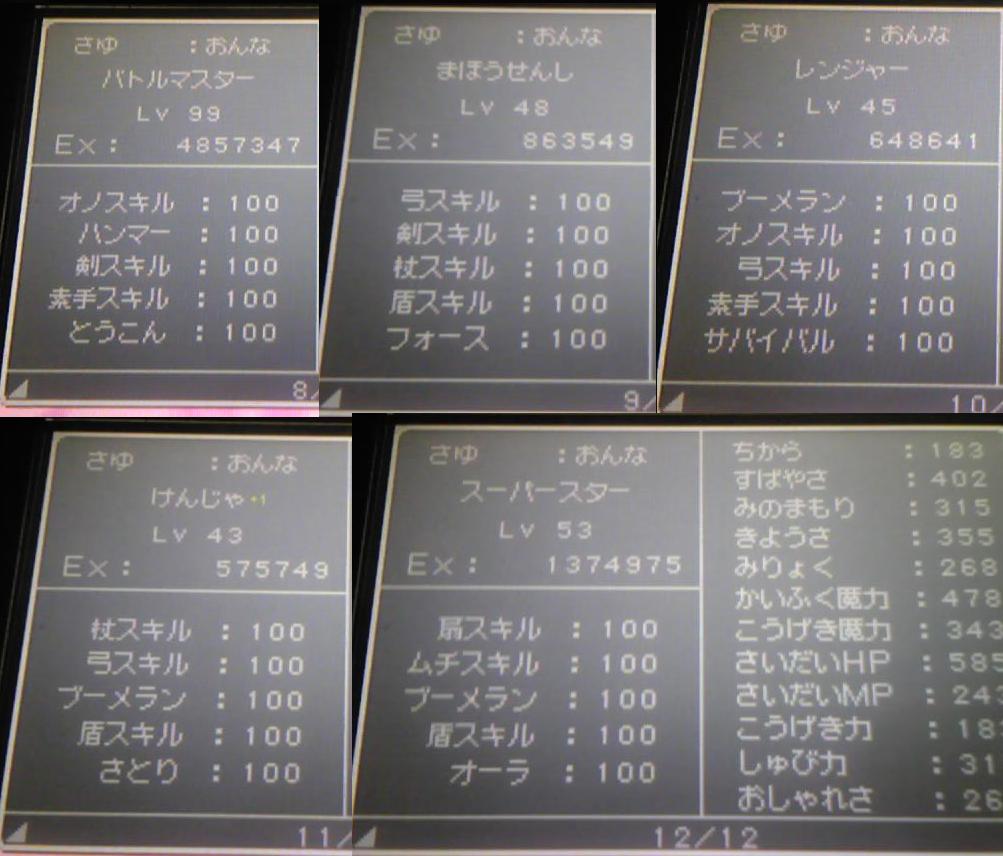 さゆ :おんな
バトルマスター
Lv 99
Ex: 4857347
オノスキル : 100
ハンマー : 100
剣スキル : 100
素手スキル : 100
とうこん : 100
8/
さゆ :おんな
まほうせんし
Lv 48
Ex: 863549
弓スキル : 100
剣スキル : 100
杖スキル : 100
盾スキル : 100
フォース : 100
9/
さゆ :おんな
レンジャー
Lv 45
Ex: 648641
ブーメラン : 100
オノスキル : 100
弓スキル : 100
素手スキル : 100
サバイバル : 100
10/
さゆ :おんな
けんじゃ+1
Lv 43
Ex: 575749
杖スキル : 100
弓スキル : 100
ブーメラン : 100
盾スキル : 100
さとり : 100
11/
さゆ :おんな
スーパースター
Lv 53
Ex: 1374975
扇スキル : 100
ムチスキル : 100
ブーメラン : 100
盾スキル : 100
オーラ : 100
ちから : 183
すばやさ : 402
みのまもり : 315
きようさ : 355
みりょく : 268
かいふく魔力 : 478
こうげき魔力 : 343
さいだいHP : 585
さいだいMP : 24
こうげき力 : 18
しゅび力 : 31
おしゃれさ : 26
12/12